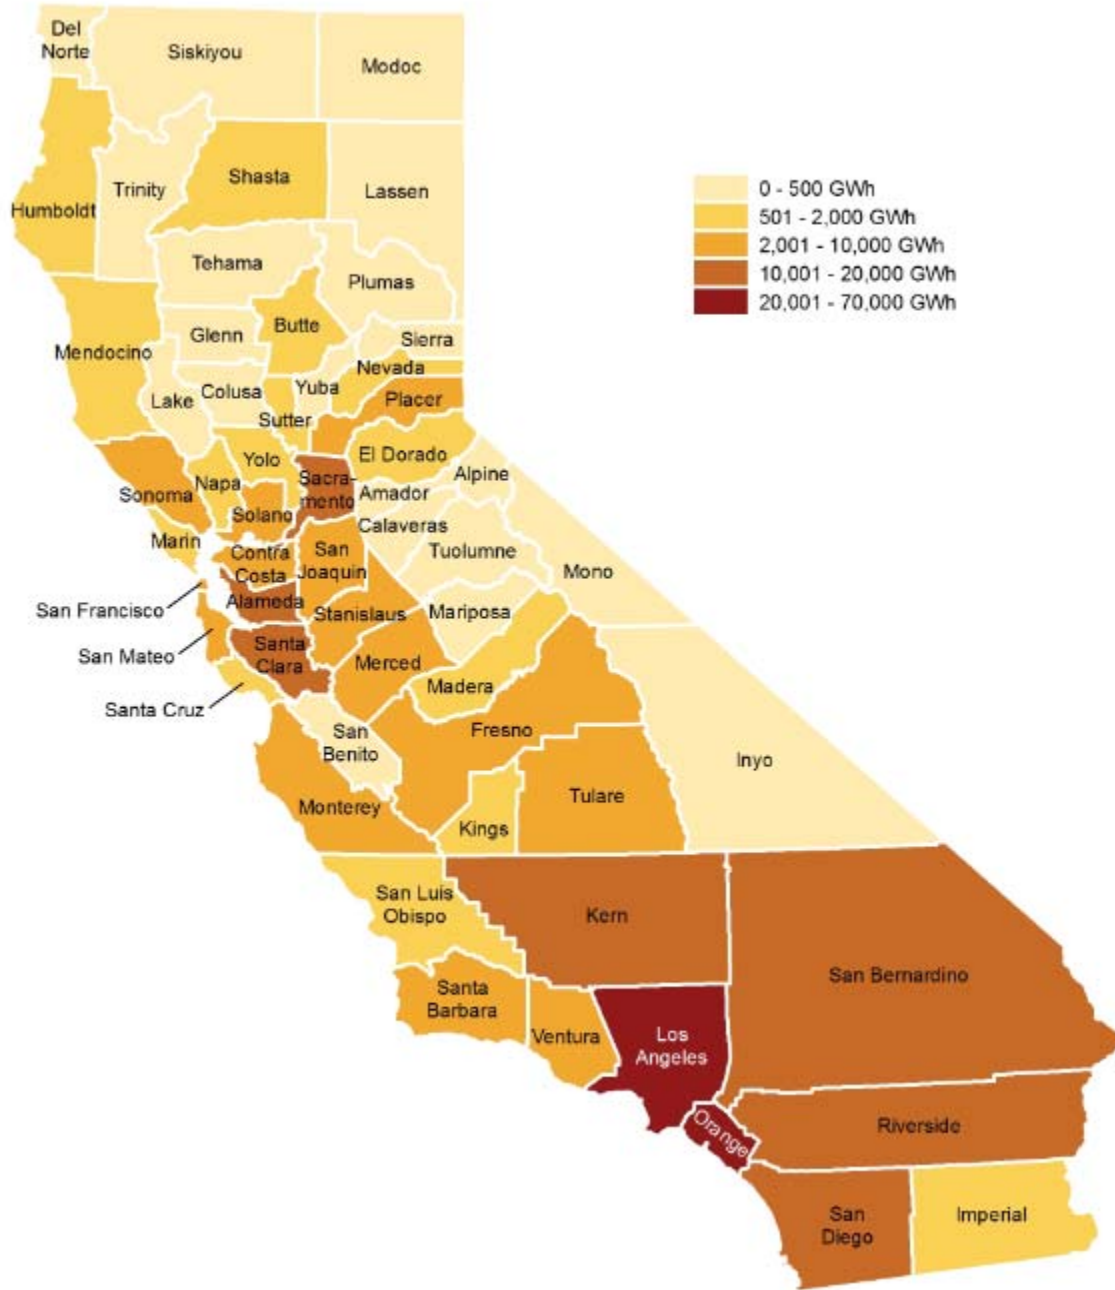 Del
Norte
Siskiyou
Modoc
Humboldt
Trinity
Shasta
Lassen
0 - 500 GWh
501 - 2,000 GWh
2,001 - 10,000 GWh
10,001 - 20,000 GWh
20,001 - 70,000 GWh
Tehama
Plumas
Mendocino
Glenn
Butte
Sierra
Lake
Colusa
Yuba
Nevada
Sutter
Placer
Sonoma
Napa
Yolo
Sacra-
mento
El Dorado
Alpine
Amador
Solano
Marin
Calaveras
Contra
Costa
San
Joaquin
Tuolumne
Mono
San Francisco
Alameda
Stanislaus
Mariposa
San Mateo
Santa
Clara
Merced
Madera
Santa Cruz
San
Benito
Fresno
Inyo
Monterey
Kings
Tulare
San Luis
Obispo
Kern
San Bernardino
Santa
Barbara
Ventura
Los
Angeles
Orange
Riverside
San
Diego
Imperial